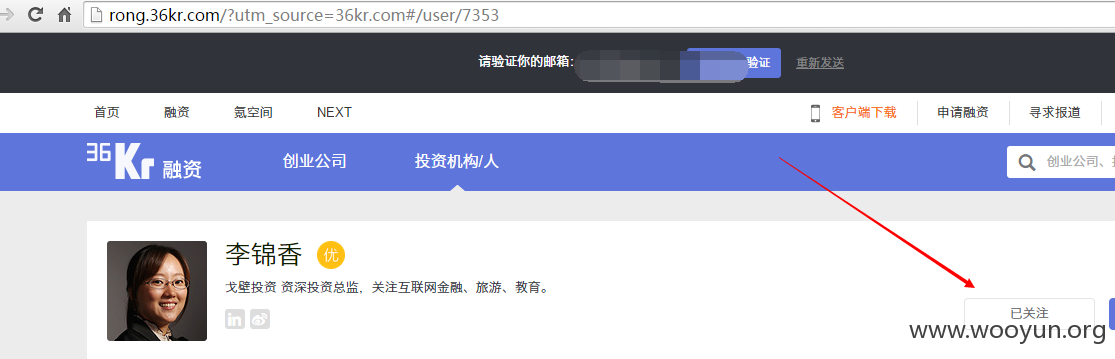 rong.36kr.com/?utm_source=36kr.com#/user/7353
请验证你的邮箱: 验证 重新发送
首页 融资 氪空间 NEXT 客户端下载 申请融资 寻求报道
36Kr 融资 创业公司 投资机构/人 创业公司、
李锦香 优
戈壁投资 资深投资总监，关注互联网金融、旅游、教育。
in
已关注
www.wooyun.org